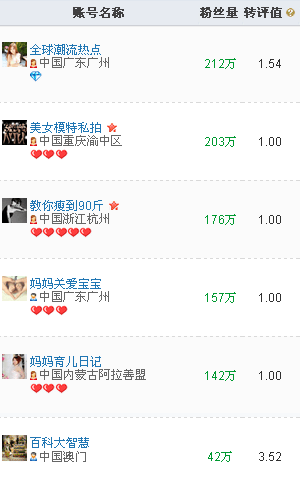 账号名称 粉丝量 转评值
全球潮流热点
中国广东广州 212万 1.54
美女模特私拍
中国重庆渝中区 203万 1.00
教你瘦到90斤
中国浙江杭州 176万 1.00
妈妈关爱宝宝
中国广东广州 157万 1.00
妈妈育儿日记
中国内蒙古阿拉善盟 142万 1.00
百科大智慧
中国澳门 42万 3.52